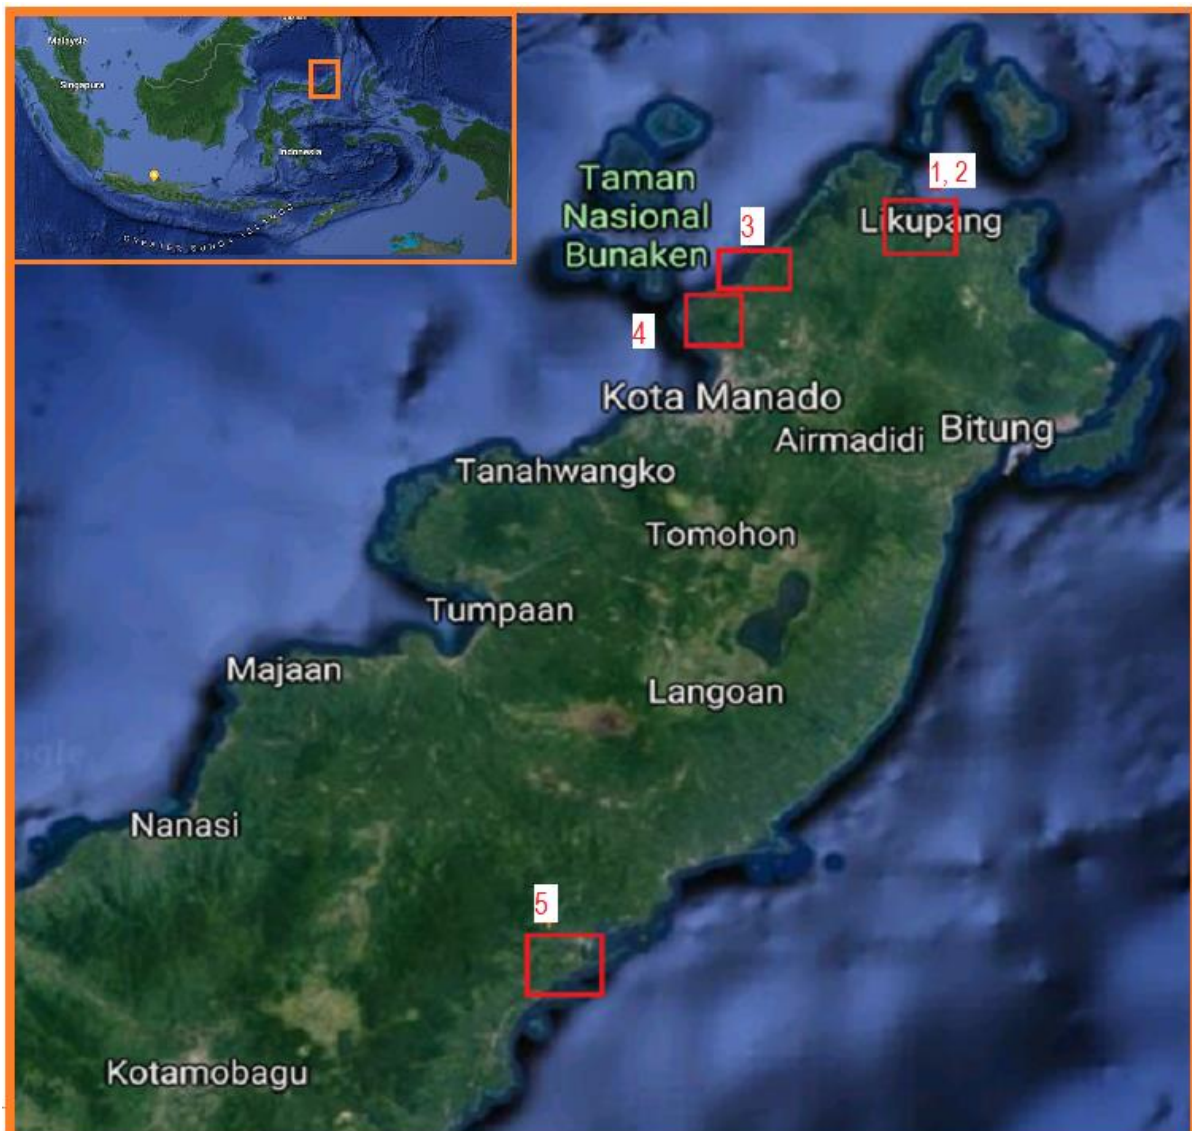 Malaysia
Singapura
Indonesia
1, 2
Taman
Nasional
Bunaken
Likupang
3
4
Kota Manado
Airmadidi
Bitung
Tanahwangko
Tomohon
Tumpaan
Majaan
Langoan
Nanasi
5
Kotamobagu